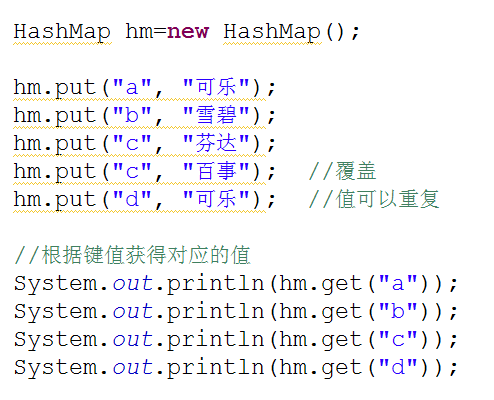 HashMap hm=new HashMap();
hm.put("a", "可乐");
hm.put("b", "雪碧");
hm.put("c", "芬达");
hm.put("c", "百事");  //覆盖
hm.put("d", "可乐");  //值可以重复
//根据键值获得对应的值
System.out.println(hm.get("a"));
System.out.println(hm.get("b"));
System.out.println(hm.get("c"));
System.out.println(hm.get("d"));